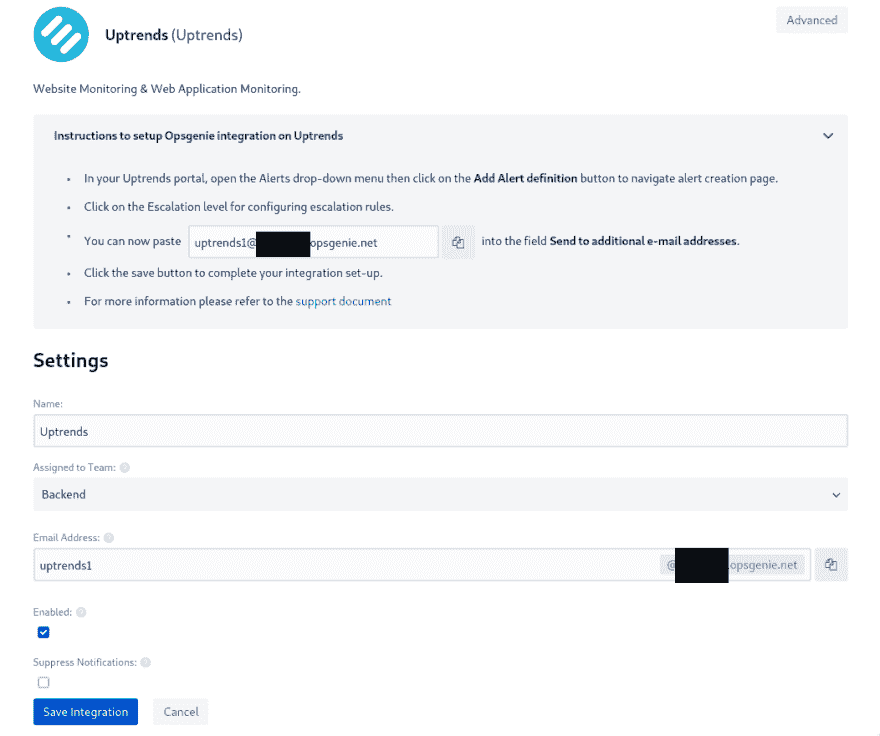 Uptrends (Uptrends)
Advanced
Website Monitoring & Web Application Monitoring.
Instructions to setup Opsgenie integration on Uptrends
• In your Uptrends portal, open the Alerts drop-down menu then click on the Add Alert definition button to navigate alert creation page.
• Click on the Escalation level for configuring escalation rules.
• You can now paste uptrends1@ opsgenie.net into the field Send to additional e-mail addresses.
• Click the save button to complete your integration set-up.
• For more information please refer to the support document
Settings
Name:
Uptrends
Assigned to Team: ?
Backend
Email Address: ?
uptrends1 @ .opsgenie.net
Enabled: ?
Suppress Notifications: ?
Save Integration Cancel